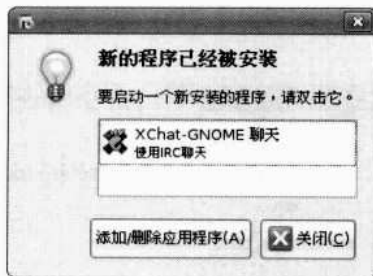 新的程序已经被安装
要启动一个新安装的程序，请双击它。
XChat-GNOME 聊天
使用IRC聊天
添加/删除应用程序(A)
关闭(C)